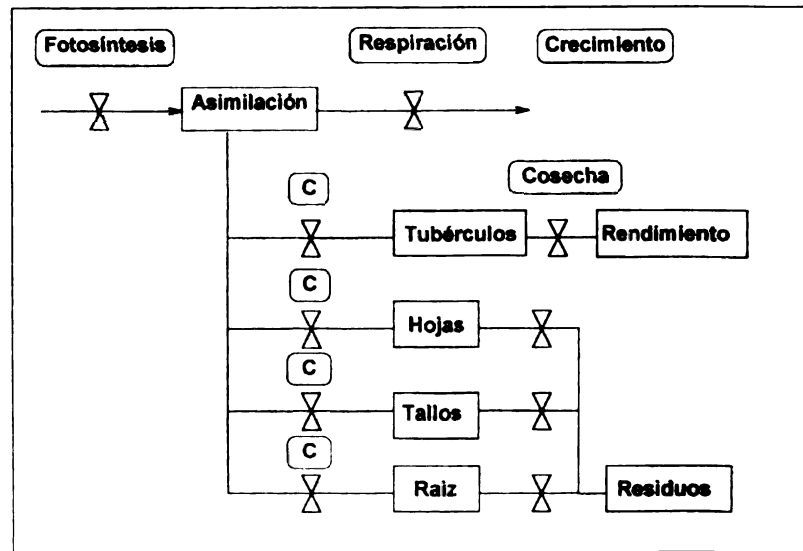 Fotosíntesis
Respiración
Crecimiento
Asimilación
C
Cosecha
Tubérculos
Rendimiento
C
Hojas
C
Tallos
C
Raiz
Residuos